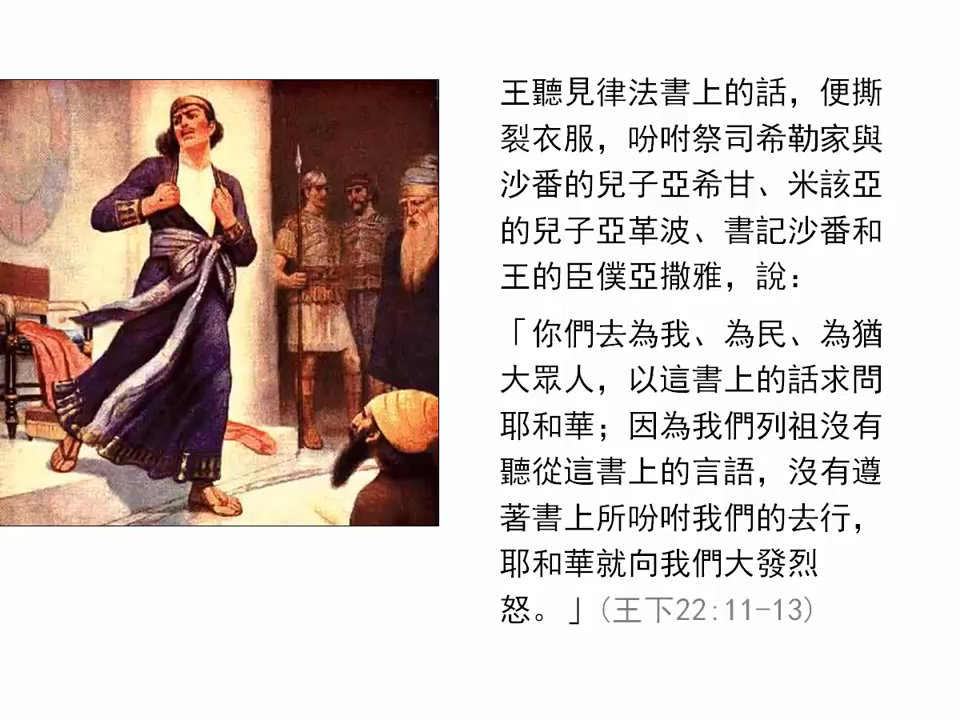 王聽見律法書上的話，便撕
裂衣服，吩咐祭司希勒家與
沙番的兒子亞希甘、米該亞
的兒子亞革波、書記沙番和
王的臣僕亞撒雅，說：
「你們去為我、為民、為猶
大眾人，以這書上的話求問
耶和華；因為我們列祖沒有
聽從這書上的言語，沒有遵
著書上所吩咐我們的去行，
耶和華就向我們大發烈
怒。」(王下22:11-13)